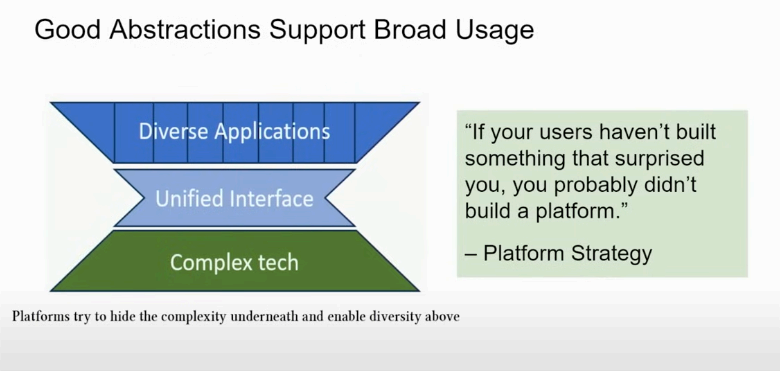 Good Abstractions Support Broad Usage
Diverse Applications
Unified Interface
Complex tech
“If your users haven’t built
something that surprised
you, you probably didn’t
build a platform.”
– Platform Strategy
Platforms try to hide the complexity underneath and enable diversity above